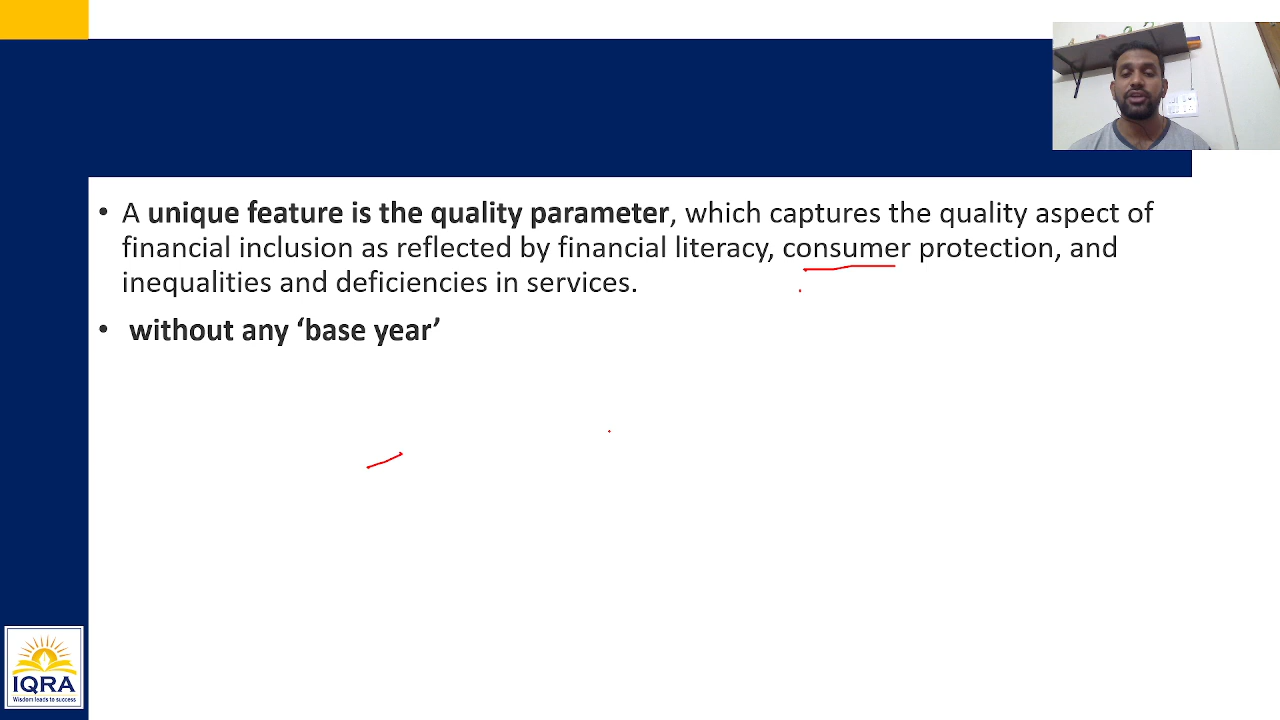 • A unique feature is the quality parameter, which captures the quality aspect of
financial inclusion as reflected by financial literacy, consumer protection, and
inequalities and deficiencies in services.
• without any ‘base year’
IQRA
Wisdom leads to success